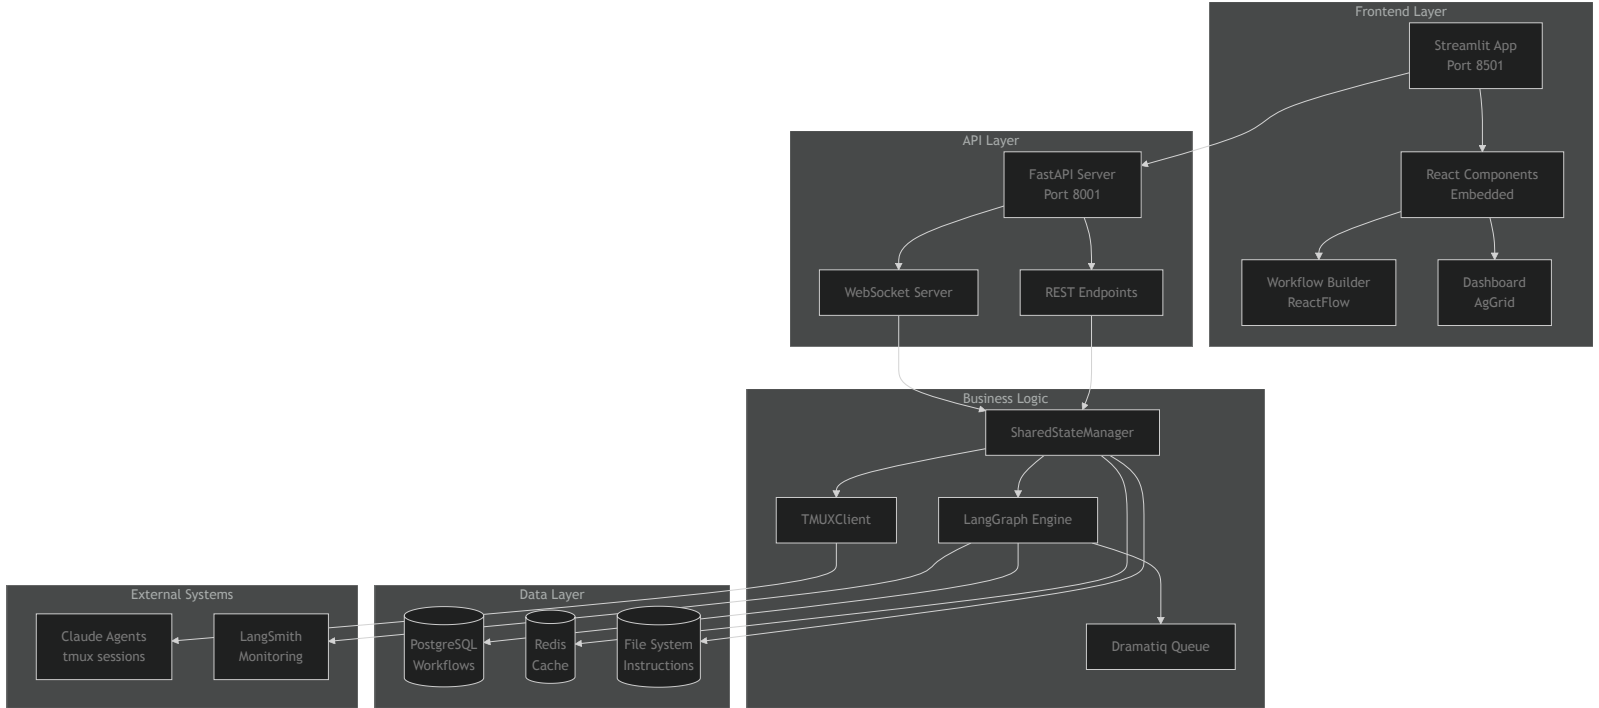 Frontend Layer
Streamlit App
Port 8501
React Components
Embedded
Workflow Builder
ReactFlow
Dashboard
AgGrid
API Layer
FastAPI Server
Port 8001
WebSocket Server
REST Endpoints
Business Logic
SharedStateManager
TMUXClient
LangGraph Engine
Dramatiq Queue
Data Layer
PostgreSQL
Workflows
Redis
Cache
File System
Instructions
External Systems
Claude Agents
tmux sessions
LangSmith
Monitoring